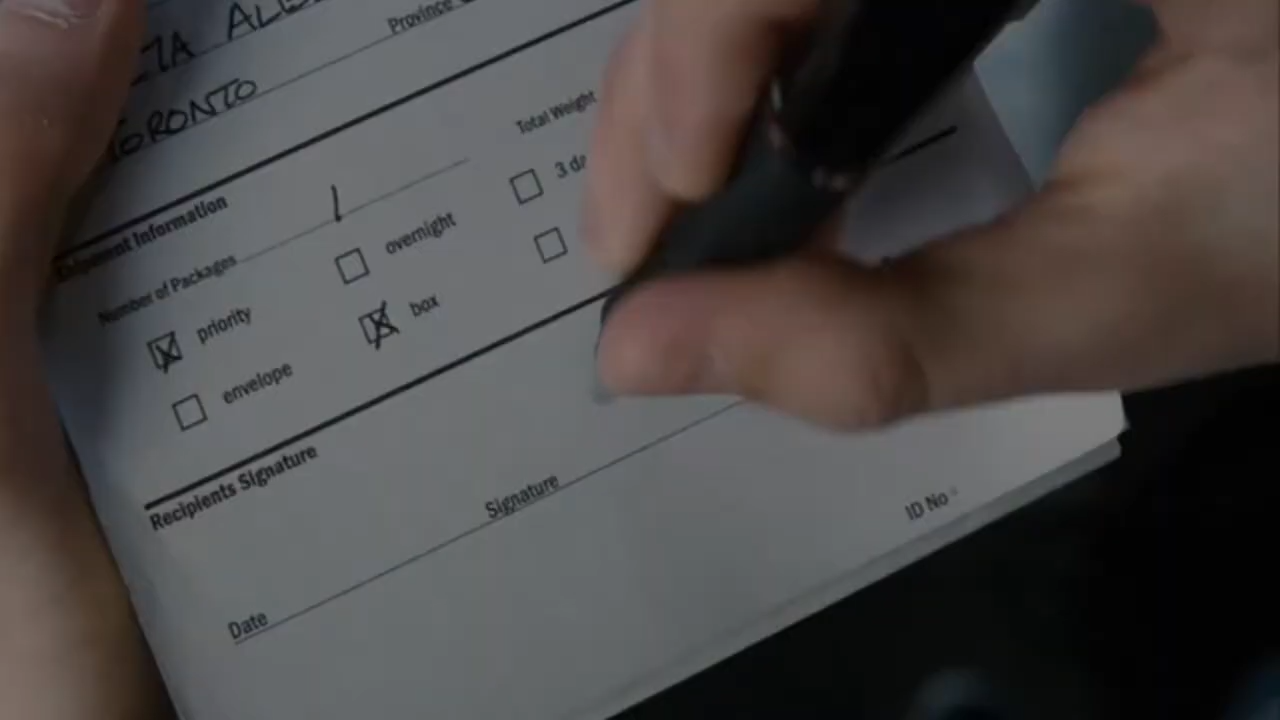 Province
TORONTO
Shipment Information
Number of Packages 1
Total Weight
priority
overnight
3
envelope
box
Recipients Signature
Date
Signature
ID No